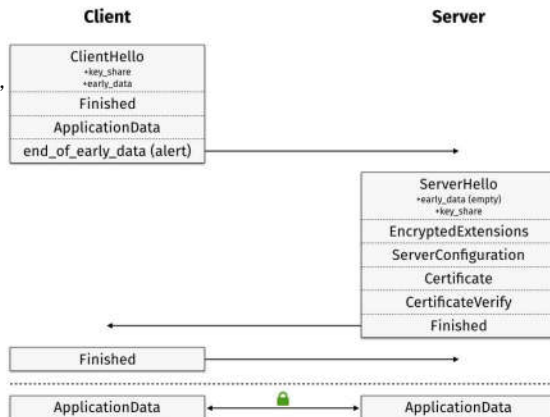 Client
Server
ClientHello
+key_share
+early_data
,
Finished
ApplicationData
end_of_early_data (alert)
ServerHello
+early_data (empty)
+key_share
EncryptedExtensions
ServerConfiguration
Certificate
CertificateVerify
Finished
Finished
ApplicationData
ApplicationData